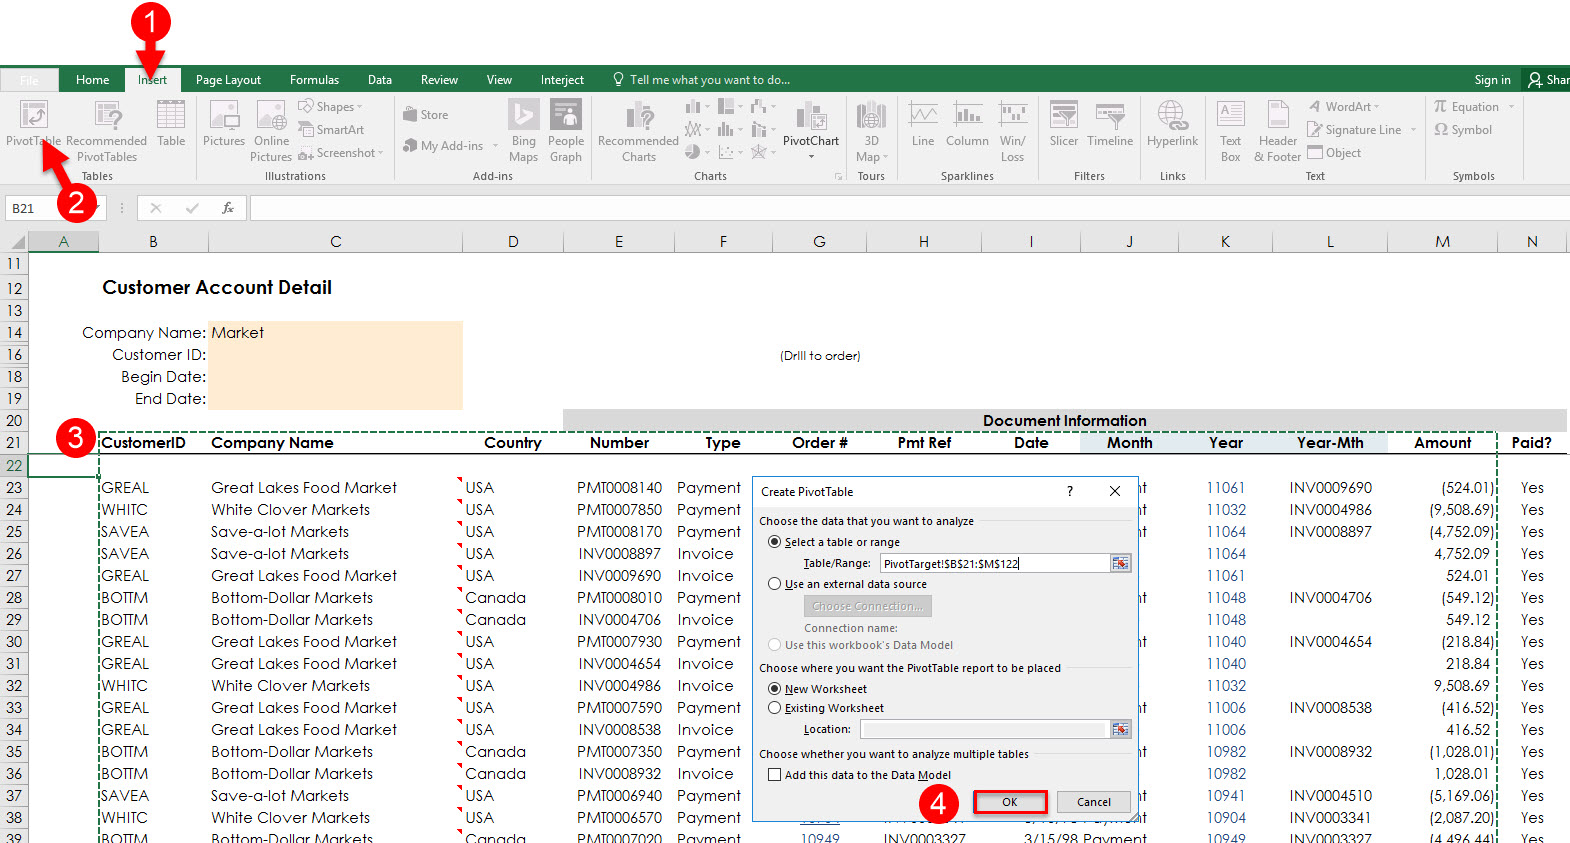 1
File Home Insert Page Layout Formulas Data Review View Interject Tell me what you want to do... Sign in Shar
PivotTable Recommended PivotTables Table
Tables
Pictures Online Pictures Shapes SmartArt Screenshot
Illustrations
Store My Add-ins Bing Maps People Graph
Add-ins
Recommended Charts PivotChart
Charts
3D Map
Tours
Line Column Win/ Loss
Sparklines
Slicer Timeline
Filters
Hyperlink
Links
Text Box Header & Footer WordArt Signature Line Object
Text
π Equation Ω Symbol
Symbols
2
B21 fx
A B C D E F G H I J K L M N
11
12 Customer Account Detail
13
14 Company Name: Market
16 Customer ID: (Drill to order)
18 Begin Date:
19 End Date:
20 Document Information
3
21 CustomerID Company Name Country Number Type Order # Pmt Ref Date Month Year Year-Mth Amount Paid?
22
23 GREAL Great Lakes Food Market USA PMT0008140 Payment nt 11061 INV0009690 (524.01) Yes
24 WHITC White Clover Markets USA PMT0007850 Payment 11032 INV0004986 (9,508.69) Yes
25 SAVEA Save-a-lot Markets USA PMT0008170 Payment nt 11064 INV0008897 (4,752.09) Yes
26 SAVEA Save-a-lot Markets USA INV0008897 Invoice 11064 4,752.09 Yes
27 GREAL Great Lakes Food Market USA INV0009690 Invoice 11061 524.01 Yes
28 BOTTM Bottom-Dollar Markets Canada PMT0008010 Payment nt 11048 INV0004706 (549.12) Yes
29 BOTTM Bottom-Dollar Markets Canada INV0004706 Invoice 11048 549.12 Yes
30 GREAL Great Lakes Food Market USA PMT0007930 Payment nt 11040 INV0004654 (218.84) Yes
31 GREAL Great Lakes Food Market USA INV0004654 Invoice 11040 218.84 Yes
32 WHITC White Clover Markets USA INV0004986 Invoice 11032 9,508.69 Yes
33 GREAL Great Lakes Food Market USA PMT0007590 Payment nt 11006 INV0008538 (416.52) Yes
34 GREAL Great Lakes Food Market USA INV0008538 Invoice 11006 416.52 Yes
35 BOTTM Bottom-Dollar Markets Canada PMT0007350 Payment nt 10982 INV0008932 (1,028.01) Yes
36 BOTTM Bottom-Dollar Markets Canada INV0008932 Invoice 10982 1,028.01 Yes
37 SAVEA Save-a-lot Markets USA PMT0006940 Payment nt 10941 INV0004510 (5,169.06) Yes
38 WHITC White Clover Markets USA PMT0006570 Payment nt 10904 INV0003341 (2,087.20) Yes
39 BOTTM Bottom-Dollar Markets Canada PMT0007020 Payment 10949 INV0003327 3/15/98 Payment 10949 INV0003327 (4,496.44) Yes
Create PivotTable ?
Choose the data that you want to analyze
Select a table or range
Table/Range: PivotTarget!$B$21:$M$122
Use an external data source
Choose Connection...
Connection name:
Use this workbook's Data Model
Choose where you want the PivotTable report to be placed
New Worksheet
Existing Worksheet
Location:
Choose whether you want to analyze multiple tables
Add this data to the Data Model
4 OK Cancel